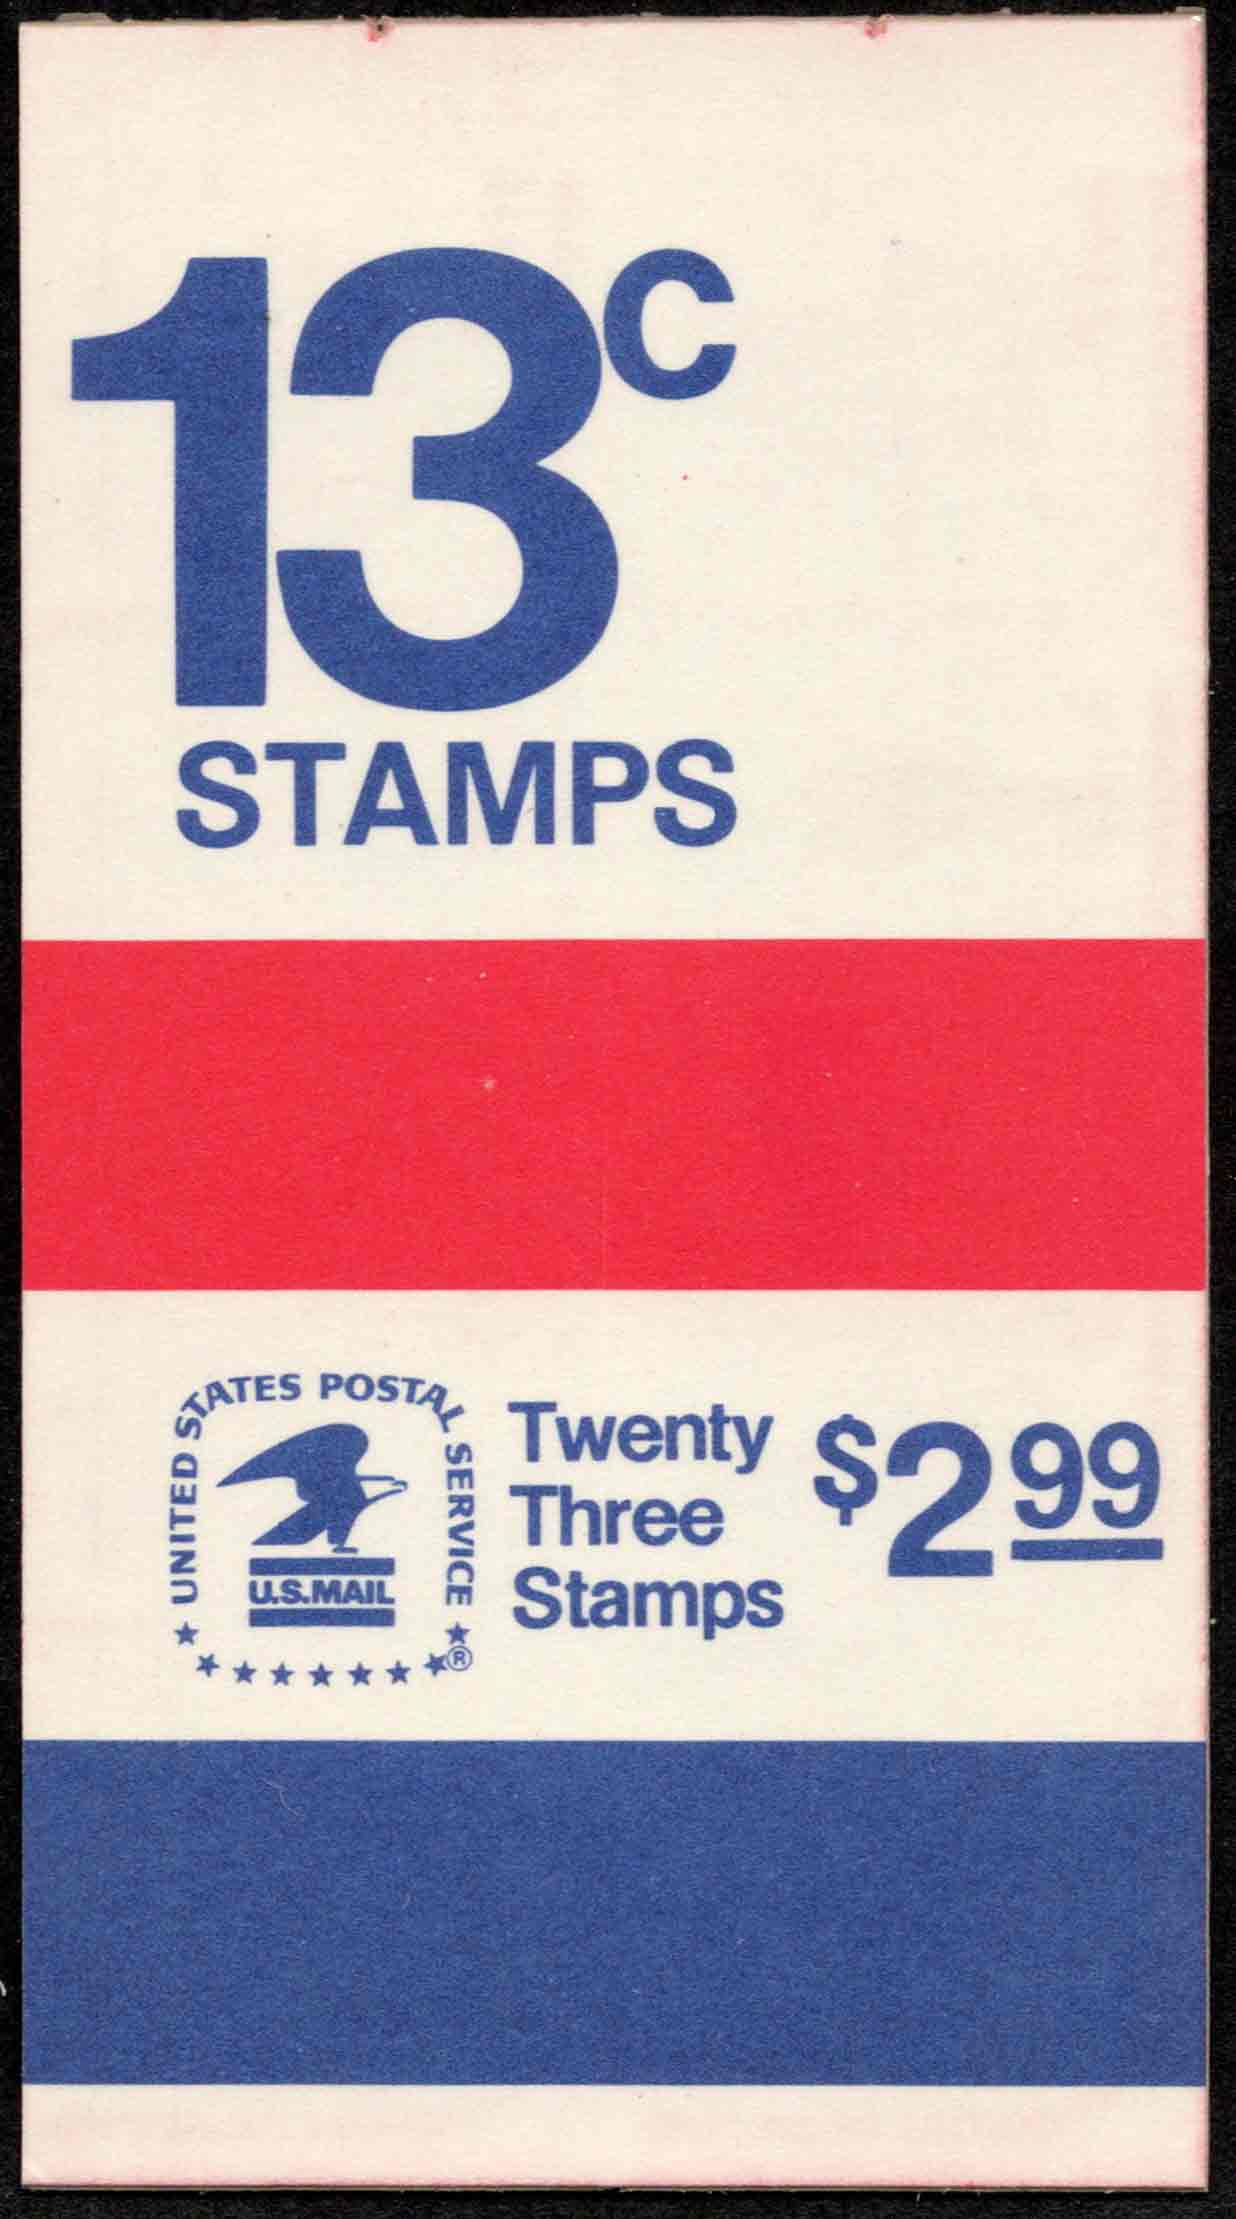 13c
STAMPS
★ UNITED STATES POSTAL SERVICE ★
U.S.MAIL
®
Twenty
Three
Stamps
$2.99